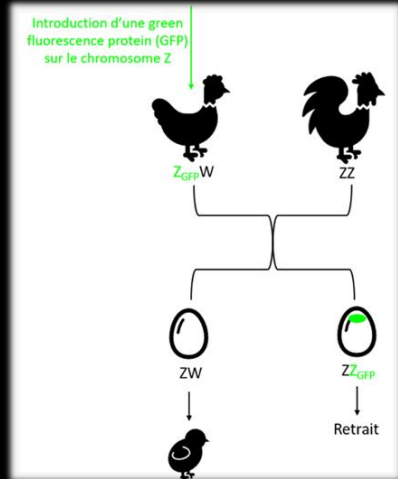 Introduction d’une green
fluorescence protein (GFP)
sur le chromosome Z
ZGFPW
ZZ
ZW
ZZGFP
Retrait